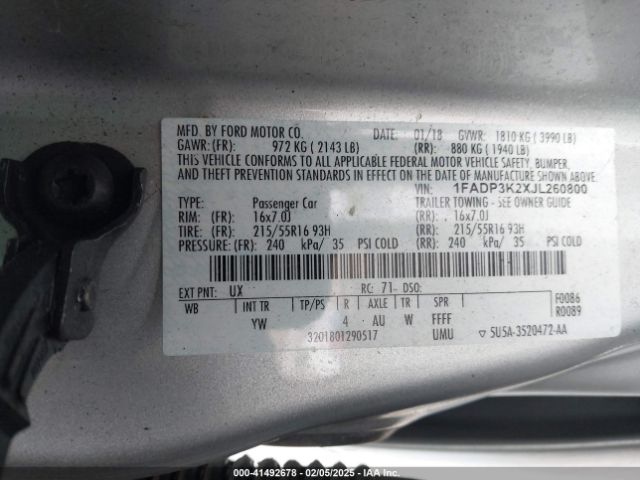 MFD. BY FORD MOTOR CO. DATE: 01/18 GVWR: 1810 KG ( 3990 LB)
GAWR: (FR): 972 KG ( 2143 LB) (RR): 880 KG ( 1940 LB)
THIS VEHICLE CONFORMS TO ALL APPLICABLE FEDERAL MOTOR VEHICLE SAFETY, BUMPER,
AND THEFT PREVENTION STANDARDS IN EFFECT ON THE DATE OF MANUFACTURE SHOWN ABOVE.
VIN: 1FADP3K2XJL260800
TYPE: Passenger Car TRAILER TOWING - SEE OWNER GUIDE
RIM: (FR): 16x7.0J (RR): 16x7.0J
TIRE: (FR): 215/55R16 93H (RR): 215/55R16 93H
PRESSURE: (FR): 240 kPa/ 35 PSI COLD (RR): 240 kPa/ 35 PSI COLD
EXT PNT: UX RC: 71 DSO:
WB INT TR TP/PS R AXLE TR SPR F0086
YW 4 AU W FFFF R0089
3201801290517 UMU ▽ 5U5A-3520472-AA
000-41492678 — 02/05/2025 — IAA Inc.